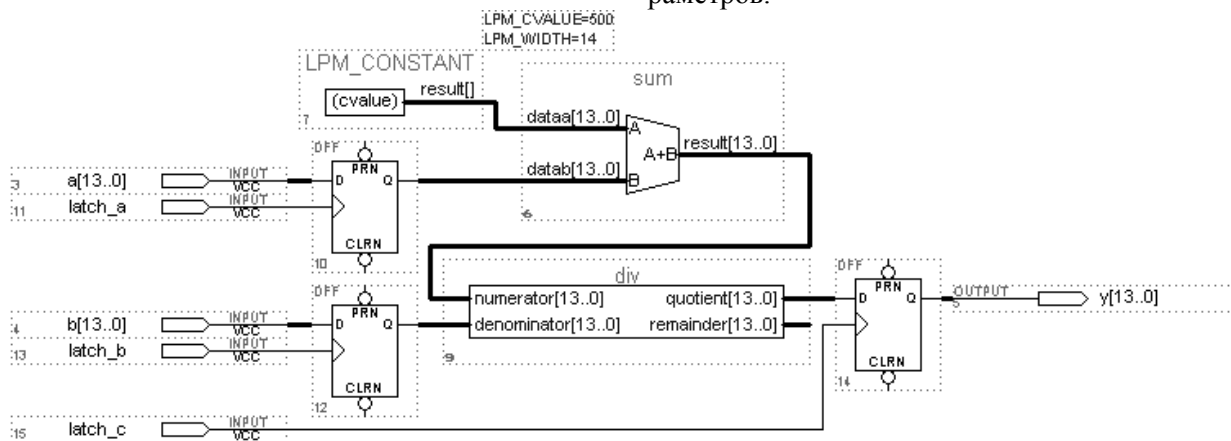 раметров.
LPM_CVALUE=500
LPM_WIDTH=14
LPM_CONSTANT
(cvalue)
result[]
7
sum
dataa[13..0]
A
A+B
result[13..0]
datab[13..0]
B
6
3
a[13..0]
INPUT
VCC
11
latch_a
INPUT
VCC
DFF
PRN
D
Q
CLRN
10
4
b[13..0]
INPUT
VCC
13
latch_b
INPUT
VCC
DFF
PRN
D
Q
CLRN
12
div
numerator[13..0]
quotient[13..0]
denominator[13..0]
remainder[13..0]
9
DFF
PRN
D
Q
CLRN
14
OUTPUT
5
y[13..0]
15
latch_c
INPUT
VCC